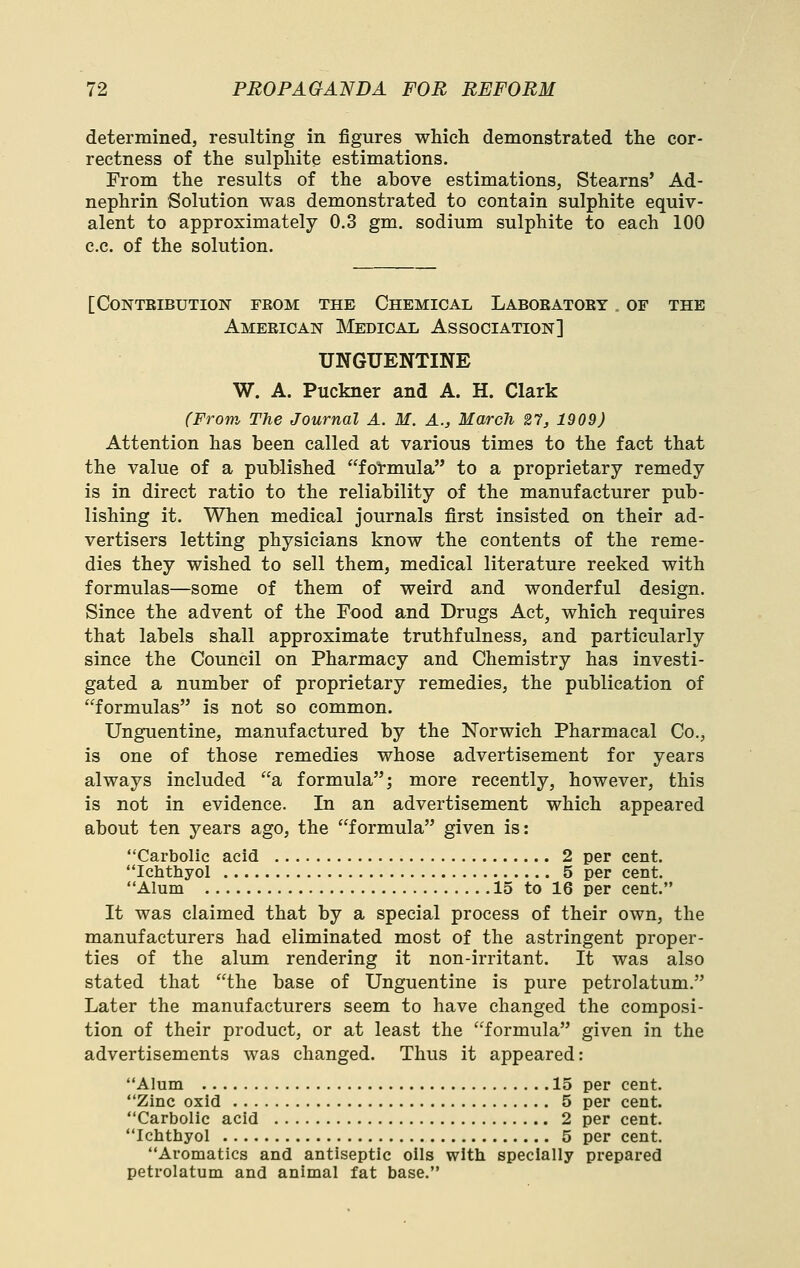 72 PROPAGANDA FOR REFORM
determined, resulting in figures which demonstrated the cor-
rectness of the sulphite estimations.
From the results of the above estimations, Stearns’ Ad-
nephrin Solution was demonstrated to contain sulphite equiv-
alent to approximately 0.3 gm. sodium sulphite to each 100
c.c. of the solution.
[Contribution from the Chemical Laboratory of the
American Medical Association]
UNGUENTINE
W. A. Puckner and A. H. Clark
(From The Journal A. M. A., March 27, 1909)
Attention has been called at various times to the fact that
the value of a published “formula” to a proprietary remedy
is in direct ratio to the reliability of the manufacturer pub-
lishing it. When medical journals first insisted on their ad-
vertisers letting physicians know the contents of the reme-
dies they wished to sell them, medical literature reeked with
formulas—some of them of weird and wonderful design.
Since the advent of the Food and Drugs Act, which requires
that labels shall approximate truthfulness, and particularly
since the Council on Pharmacy and Chemistry has investi-
gated a number of proprietary remedies, the publication of
“formulas” is not so common.
Unguentine, manufactured by the Norwich Pharmacal Co.,
is one of those remedies whose advertisement for years
always included “a formula”; more recently, however, this
is not in evidence. In an advertisement which appeared
about ten years ago, the “formula” given is:
“Carbolic acid ................................ 2 per cent.
“Ichthyol ..................................... 5 per cent.
“Alum ................................15 to 16 per cent.”
It was claimed that by a special process of their own, the
manufacturers had eliminated most of the astringent proper-
ties of the alum rendering it non-irritant. It was also
stated that “the base of Unguentine is pure petrolatum.”
Later the manufacturers seem to have changed the composi-
tion of their product, or at least the “formula” given in the
advertisements was changed. Thus it appeared:
“Alum .......................................15 per cent.
“Zinc oxid .................................... 5 per cent.
“Carbolic acid ................................ 2 per cent.
“Ichthyol ..................................... 5 per cent.
“Aromatics and antiseptic oils with specially prepared
petrolatum and animal fat base.”